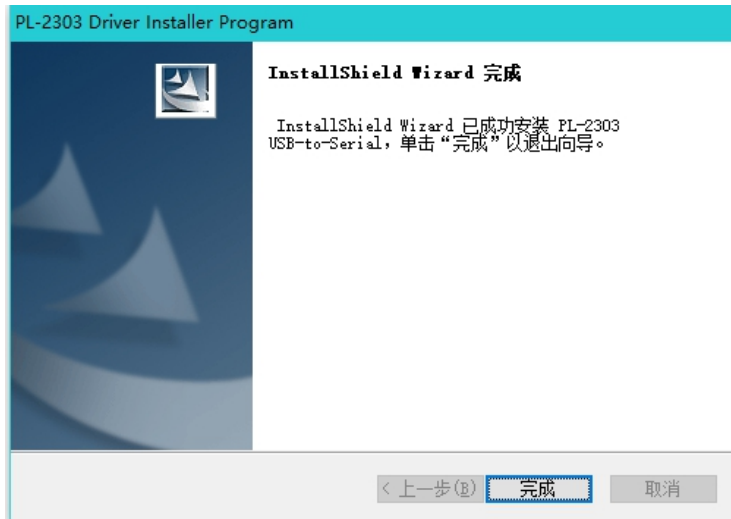 PL-2303 Driver Installer Program
InstallShield Wizard 完成
InstallShield Wizard 已成功安装 PL-2303
USB-to-Serial，单击“完成”以退出向导。
< 上一步(B) 完成 取消